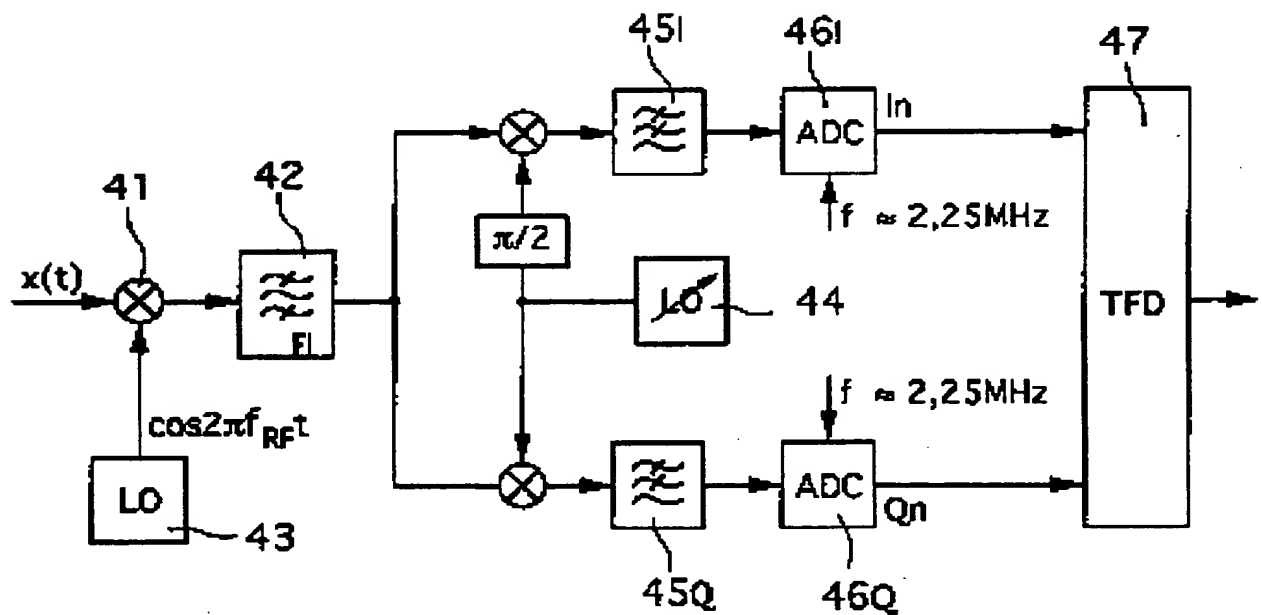 45I
46I
47
In
ADC
41
42
f ≈ 2,25MHz
π/2
x(t)
LO
44
TFD
FI
f ≈ 2,25MHz
cos2πf_RF t
LO
43
ADC
Qn
45Q
46Q